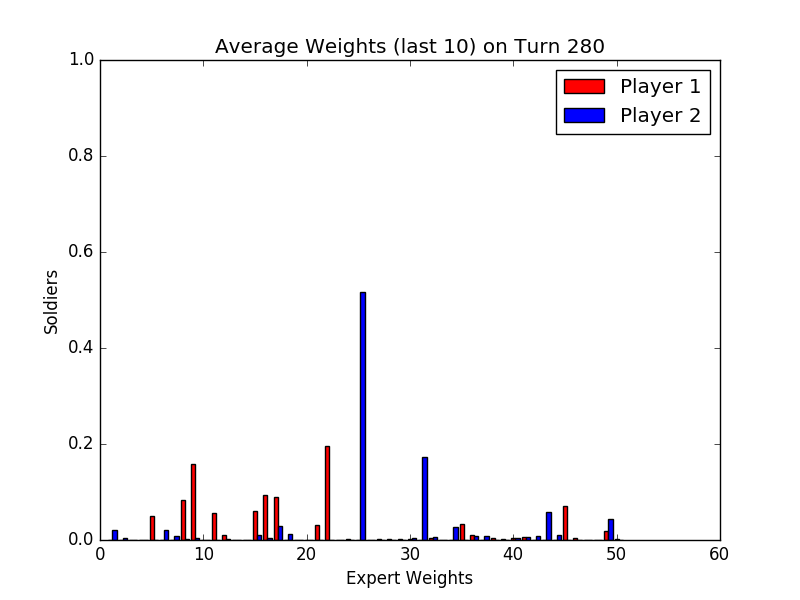 Average Weights (last 10) on Turn 280
1.0
0.8
0.6
0.4
0.2
0.0
Soldiers
Player 1
Player 2
0 10 20 30 40 50 60
Expert Weights